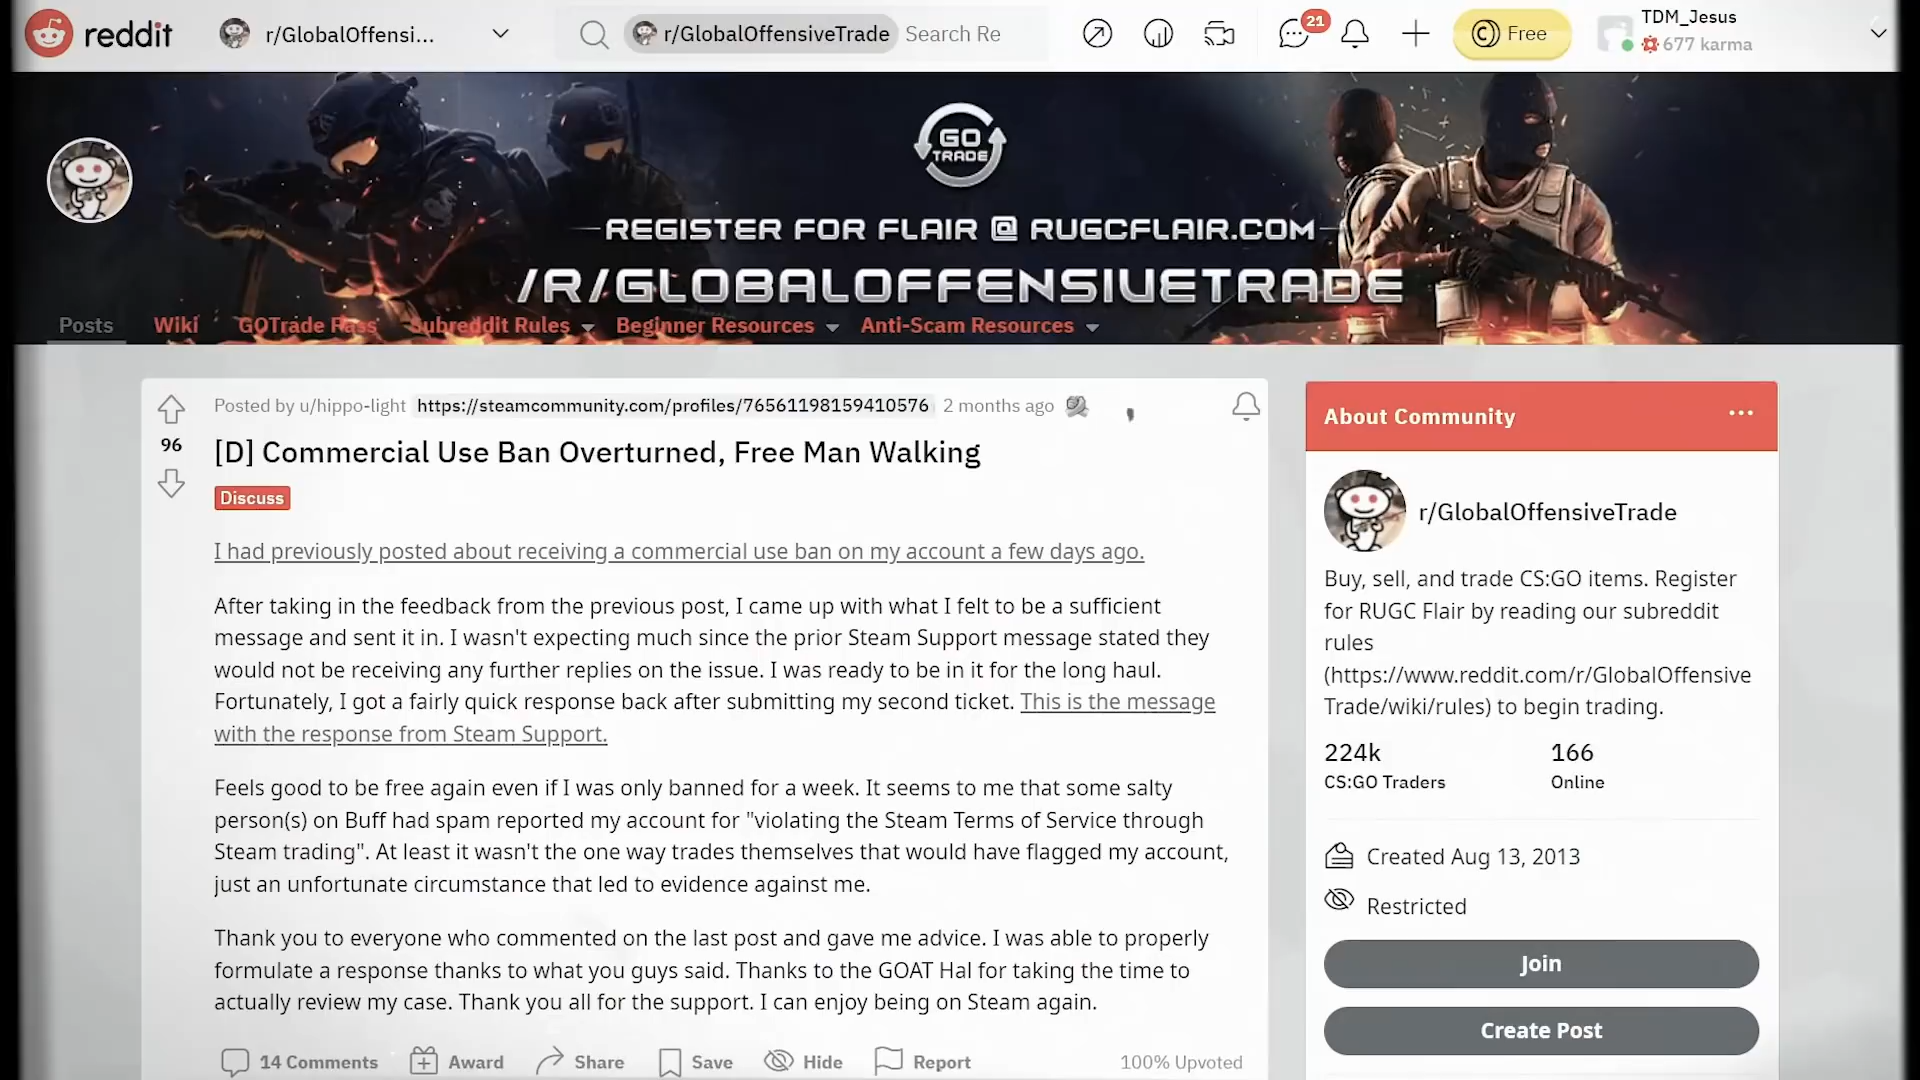 reddit
r/GlobalOffensi...
r/GlobalOffensiveTrade Search Re
21
Free
TDM_Jesus
677 karma
GO
TRADE
REGISTER FOR FLAIR @ RUGCFLAIR.COM
/R/GLOBALOFFENSIVETRADE
Posts Wiki GOTrade Pass Subreddit Rules Beginner Resources Anti-Scam Resources
Posted by u/hippo-light https://steamcommunity.com/profiles/76561198159410576 2 months ago
96
[D] Commercial Use Ban Overturned, Free Man Walking
Discuss
I had previously posted about receiving a commercial use ban on my account a few days ago.
After taking in the feedback from the previous post, I came up with what I felt to be a sufficient
message and sent it in. I wasn't expecting much since the prior Steam Support message stated they
would not be receiving any further replies on the issue. I was ready to be in it for the long haul.
Fortunately, I got a fairly quick response back after submitting my second ticket. This is the message
with the response from Steam Support.
Feels good to be free again even if I was only banned for a week. It seems to me that some salty
person(s) on Buff had spam reported my account for "violating the Steam Terms of Service through
Steam trading". At least it wasn't the one way trades themselves that would have flagged my account,
just an unfortunate circumstance that led to evidence against me.
Thank you to everyone who commented on the last post and gave me advice. I was able to properly
formulate a response thanks to what you guys said. Thanks to the GOAT Hal for taking the time to
actually review my case. Thank you all for the support. I can enjoy being on Steam again.
14 Comments Award Share Save Hide Report 100% Upvoted
About Community
r/GlobalOffensiveTrade
Buy, sell, and trade CS:GO items. Register
for RUGC Flair by reading our subreddit
rules
(https://www.reddit.com/r/GlobalOffensive
Trade/wiki/rules) to begin trading.
224k 166
CS:GO Traders Online
Created Aug 13, 2013
Restricted
Join
Create Post